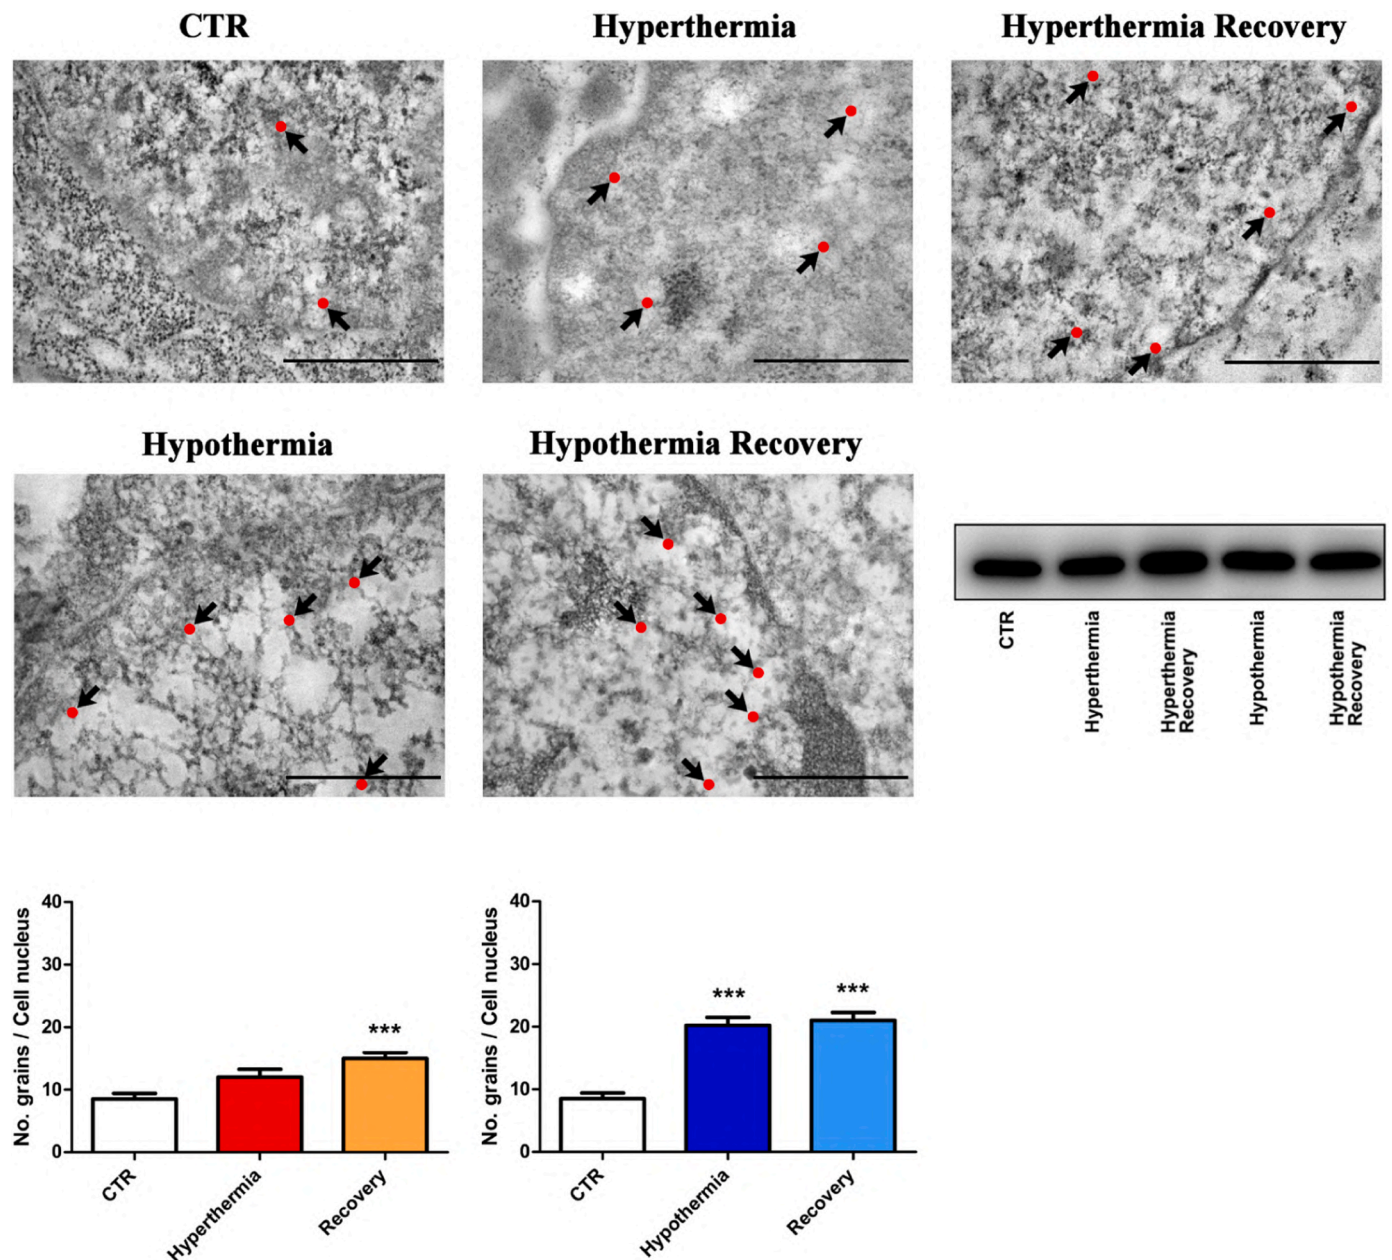 CTR
Hyperthermia
Hyperthermia Recovery
Hypothermia
Hypothermia Recovery
CTR
Hyperthermia
Hyperthermia
Recovery
Hypothermia
Hypothermia
Recovery
No. grains / Cell nucleus
40
30
20
10
0
***
CTR
Hyperthermia
Recovery
No. grains / Cell nucleus
40
30
20
10
0
***
***
CTR
Hypothermia
Recovery